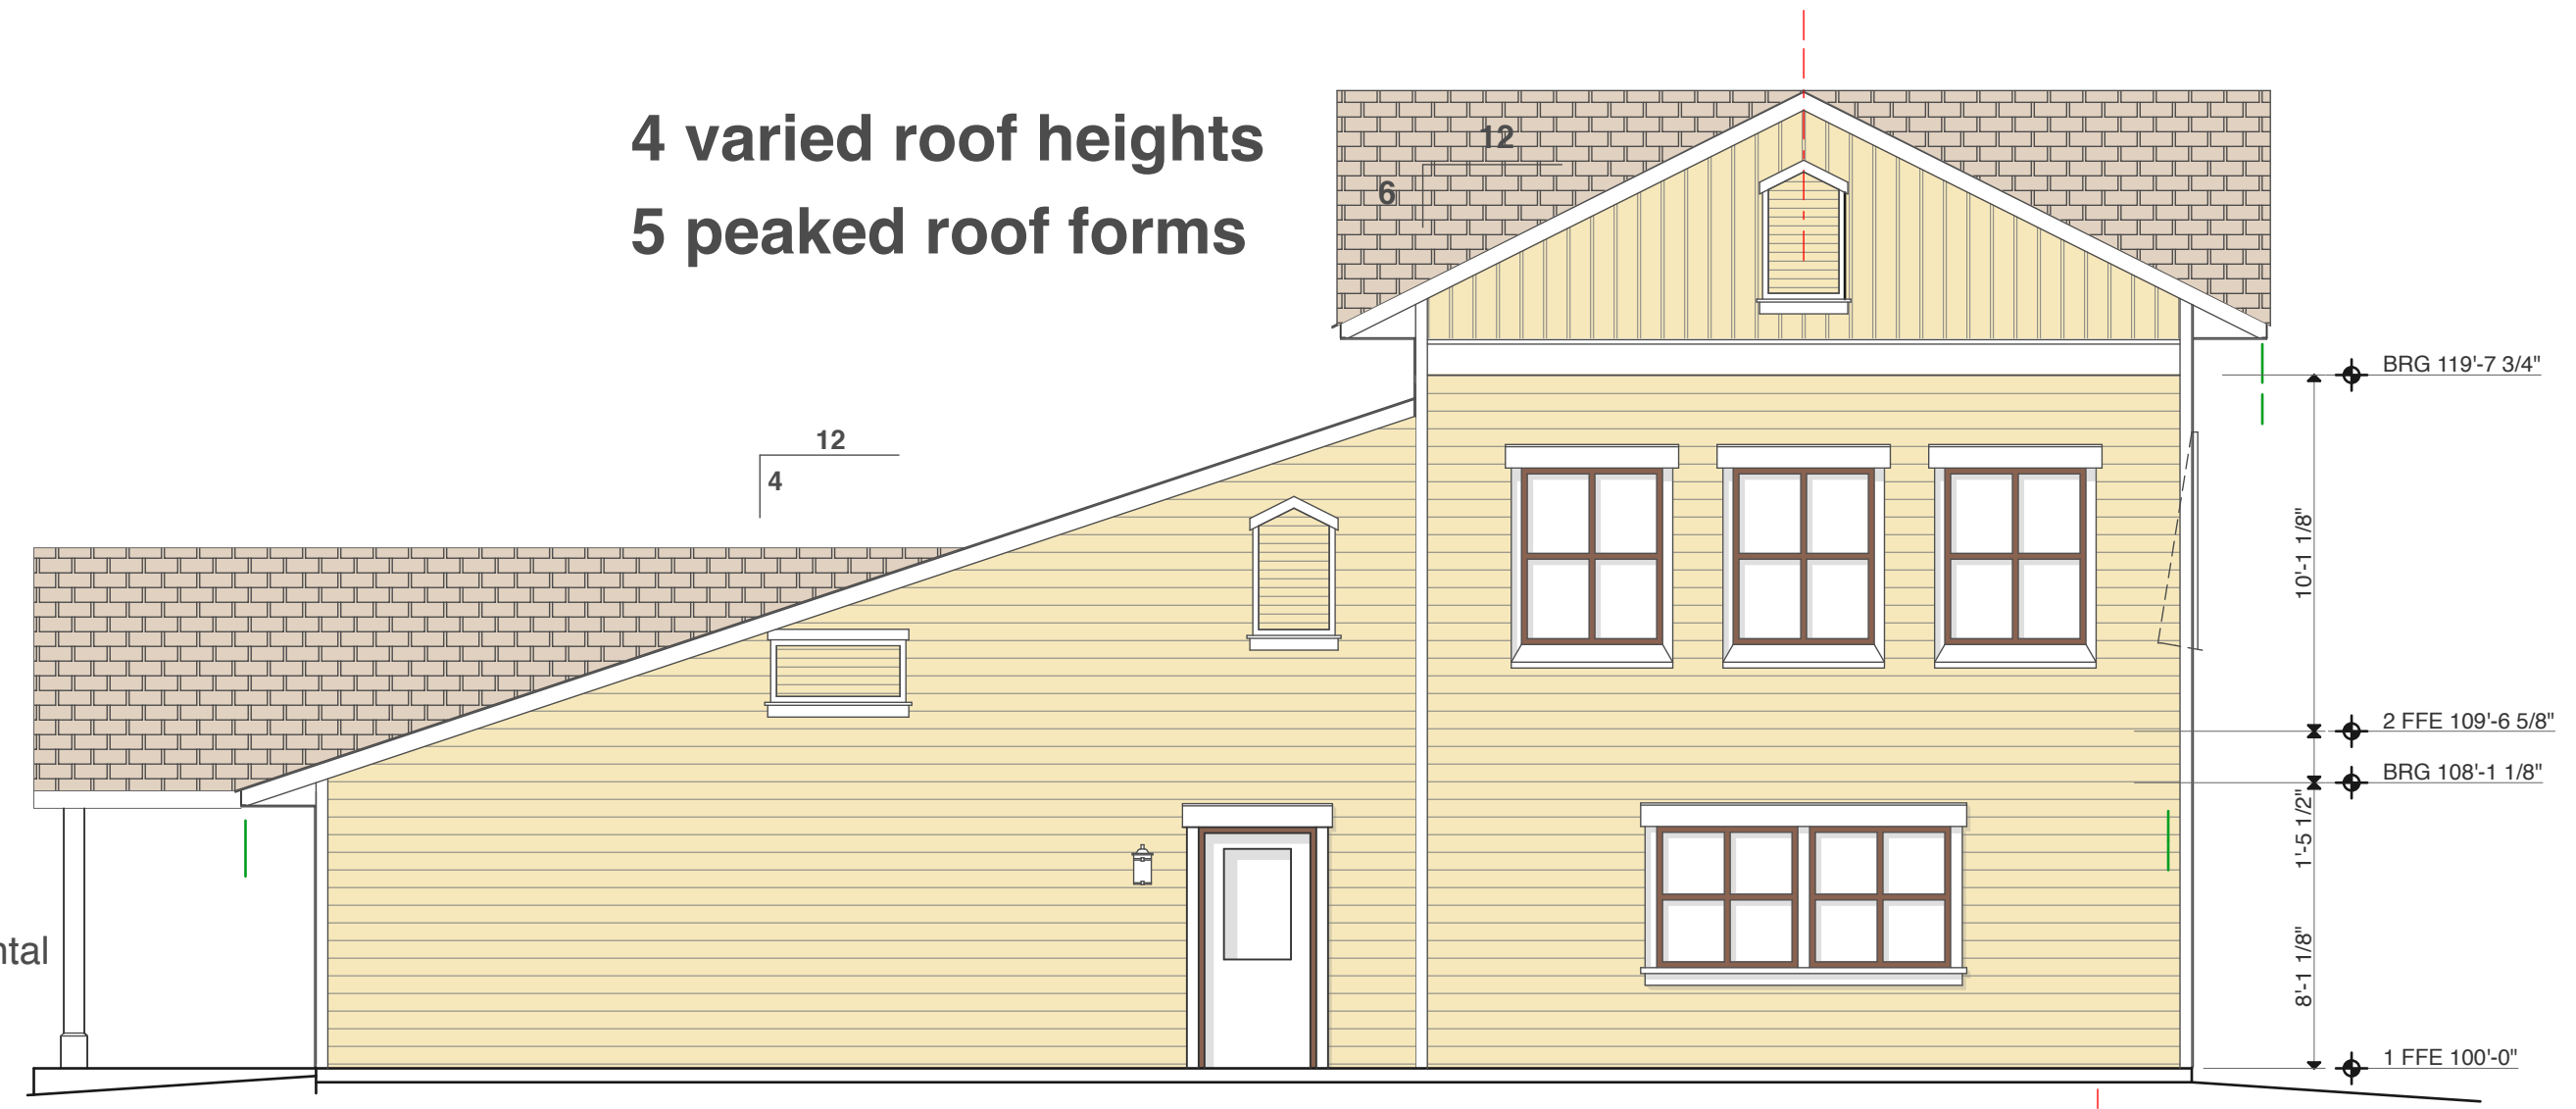 4 varied roof heights
5 peaked roof forms
12
6
12
4
BRG 119'-7 3/4"
10'-1 1/8"
2 FFE 109'-6 5/8"
BRG 108'-1 1/8"
1'-5 1/2"
8'-1 1/8"
ntal
1 FFE 100'-0"